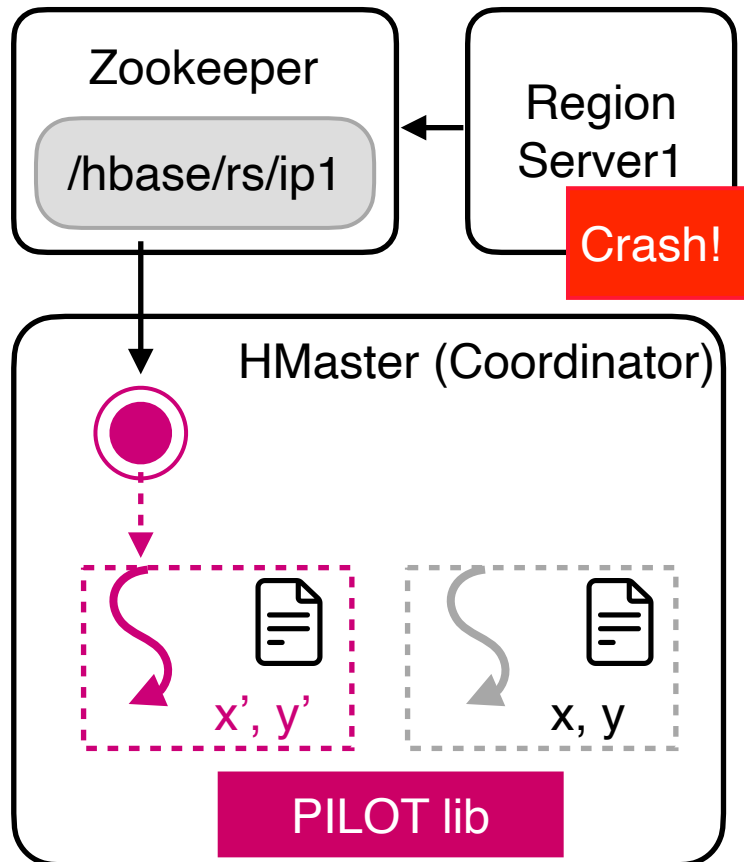 Zookeeper
/hbase/rs/ip1
Region
Server1
Crash!
HMaster (Coordinator)
x’, y’
x, y
PILOT lib